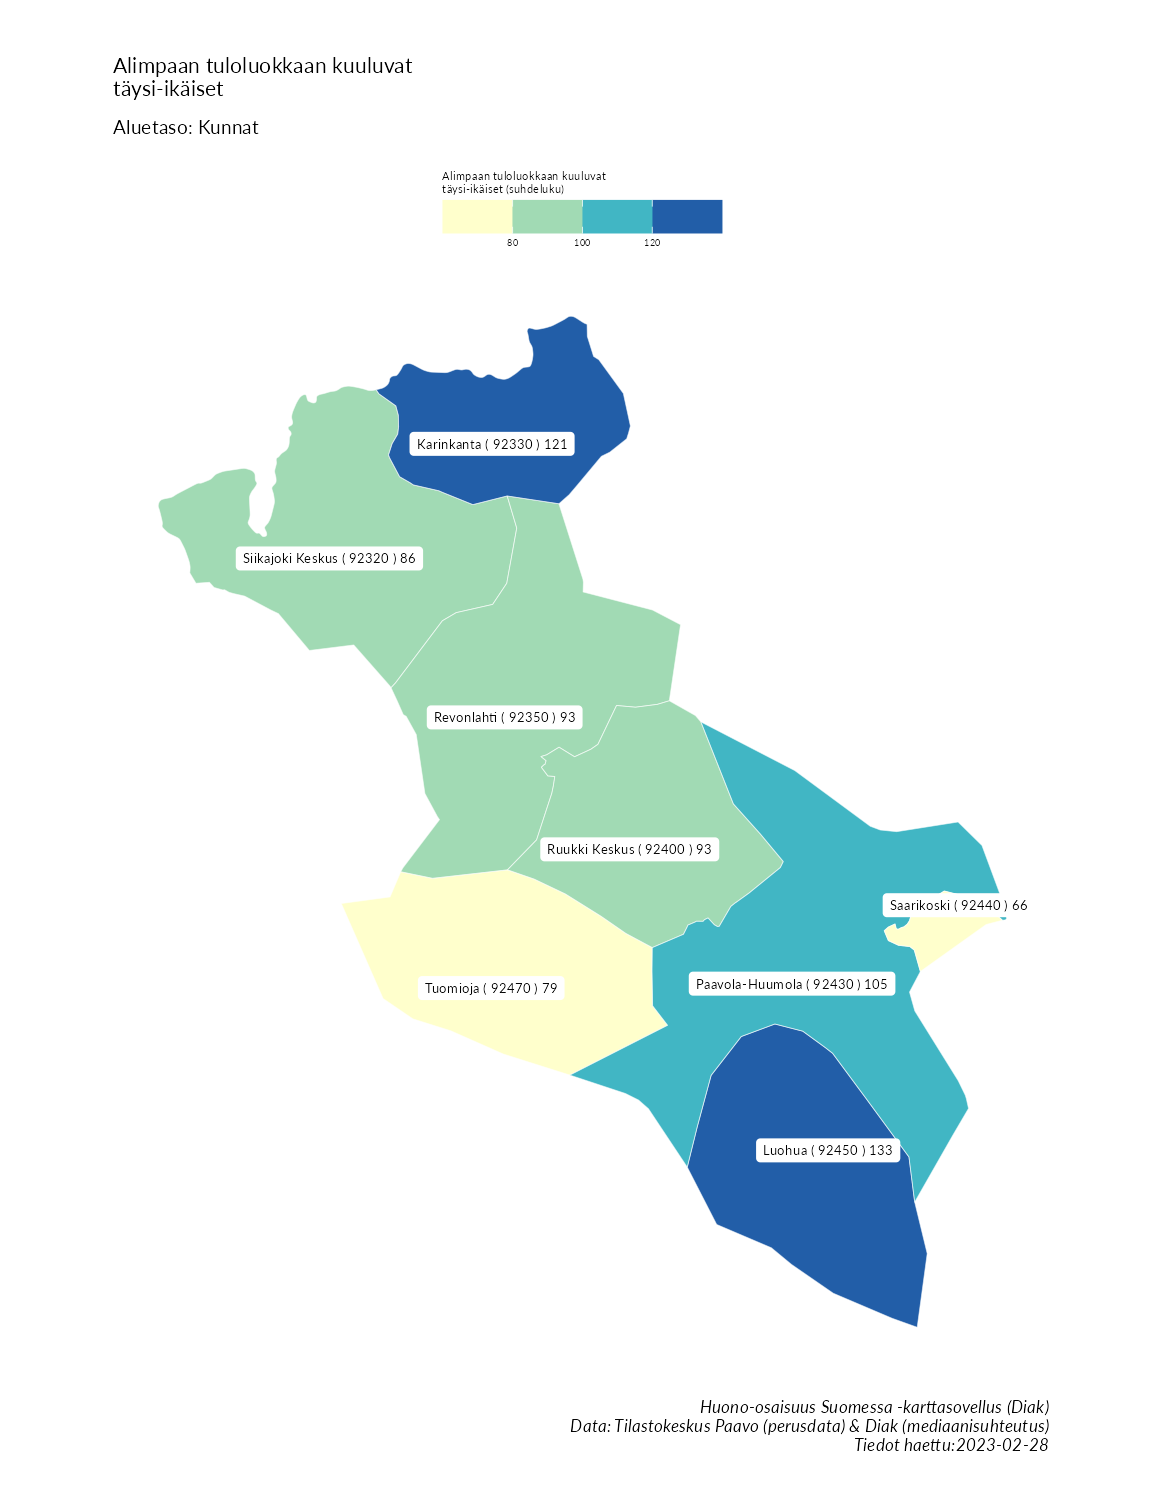 Alimpaan tuloluokkaan kuuluvat
täysi-ikäiset
Aluetaso: Kunnat
Alimpaan tuloluokkaan kuuluvat
täysi-ikäiset (suhdeluku)
80 100 120
Karinkanta ( 92330 ) 121
Siikajoki Keskus ( 92320 ) 86
Revonlahti ( 92350 ) 93
Ruukki Keskus ( 92400 ) 93
Saarikoski ( 92440 ) 66
Paavola-Huumola ( 92430 ) 105
Tuomioja ( 92470 ) 79
Luohua ( 92450 ) 133
Huono-osaisuus Suomessa -karttasovellus (Diak)
Data: Tilastokeskus Paavo (perusdata) & Diak (mediaanisuhteutus)
Tiedot haettu:2023-02-28